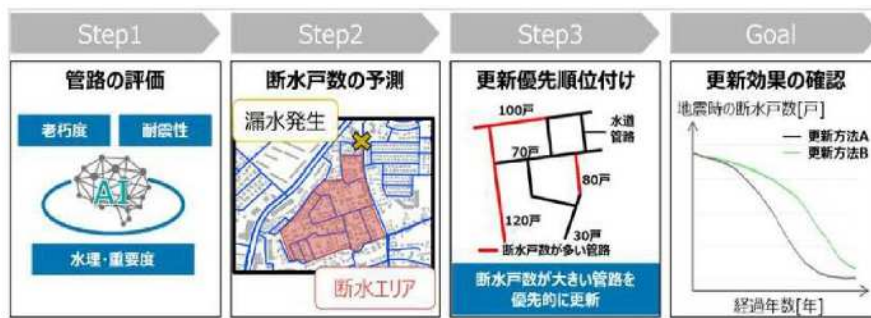 Step1
Step2
Step3
Goal
管路の評価
老朽度
耐震性
AI
水理・重要度
断水戸数の予測
漏水発生
断水エリア
更新優先順位付け
100戸
水道
管路
70戸
80戸
120戸
30戸
断水戸数が多い管路
断水戸数が大きい管路を
優先的に更新
更新効果の確認
地震時の断水戸数[戸]
更新方法A
更新方法B
経過年数[年]